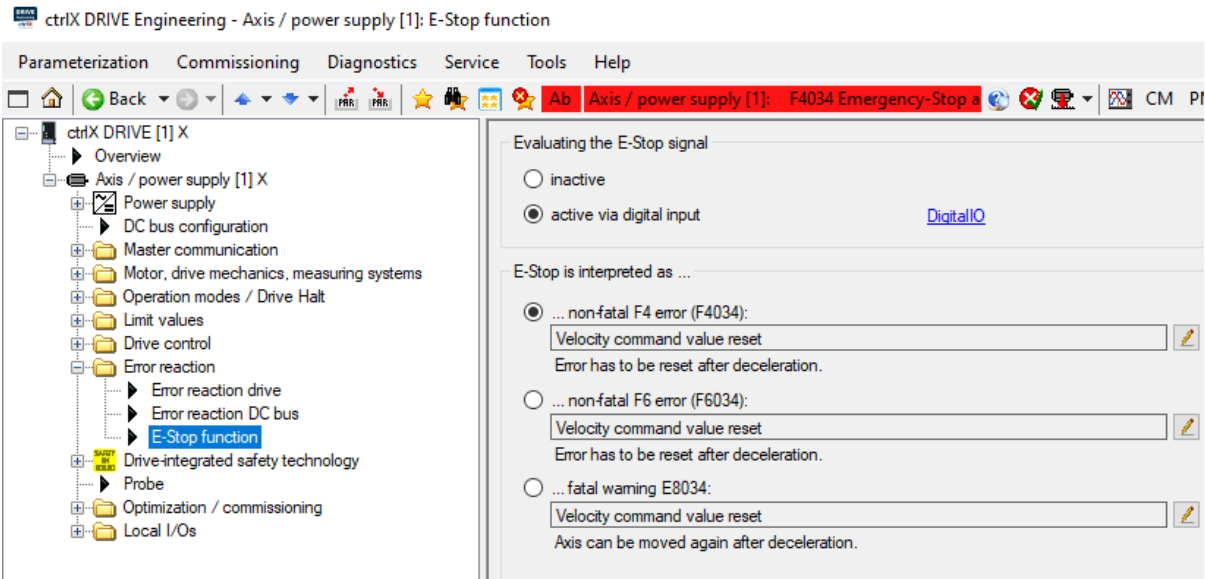 ctrlX DRIVE Engineering - Axis / power supply [1]: E-Stop function
Parameterization Commissioning Diagnostics Service Tools Help
Back PAR PAR Ab Axis / power supply [1]: F4034 Emergency-Stop a CM
ctrlX DRIVE [1] X
Overview
Axis / power supply [1] X
Power supply
DC bus configuration
Master communication
Motor, drive mechanics, measuring systems
Operation modes / Drive Halt
Limit values
Drive control
Error reaction
Error reaction drive
Error reaction DC bus
E-Stop function
Drive-integrated safety technology
Probe
Optimization / commissioning
Local I/Os
Evaluating the E-Stop signal
inactive
active via digital input DigitalIO
E-Stop is interpreted as ...
... non-fatal F4 error (F4034):
Velocity command value reset
Error has to be reset after deceleration.
... non-fatal F6 error (F6034):
Velocity command value reset
Error has to be reset after deceleration.
... fatal warning E8034:
Velocity command value reset
Axis can be moved again after deceleration.